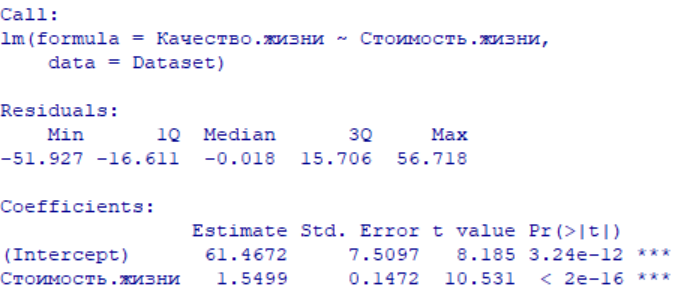 Call:
lm(formula = Качество.жизни ~ Стоимость.жизни,
    data = Dataset)
Residuals:
    Min      1Q  Median      3Q     Max
-51.927 -16.611  -0.018  15.706  56.718
Coefficients:
                Estimate Std. Error t value Pr(>|t|)
(Intercept)      61.4672     7.5097   8.185 3.24e-12 ***
Стоимость.жизни   1.5499     0.1472  10.531  < 2e-16 ***